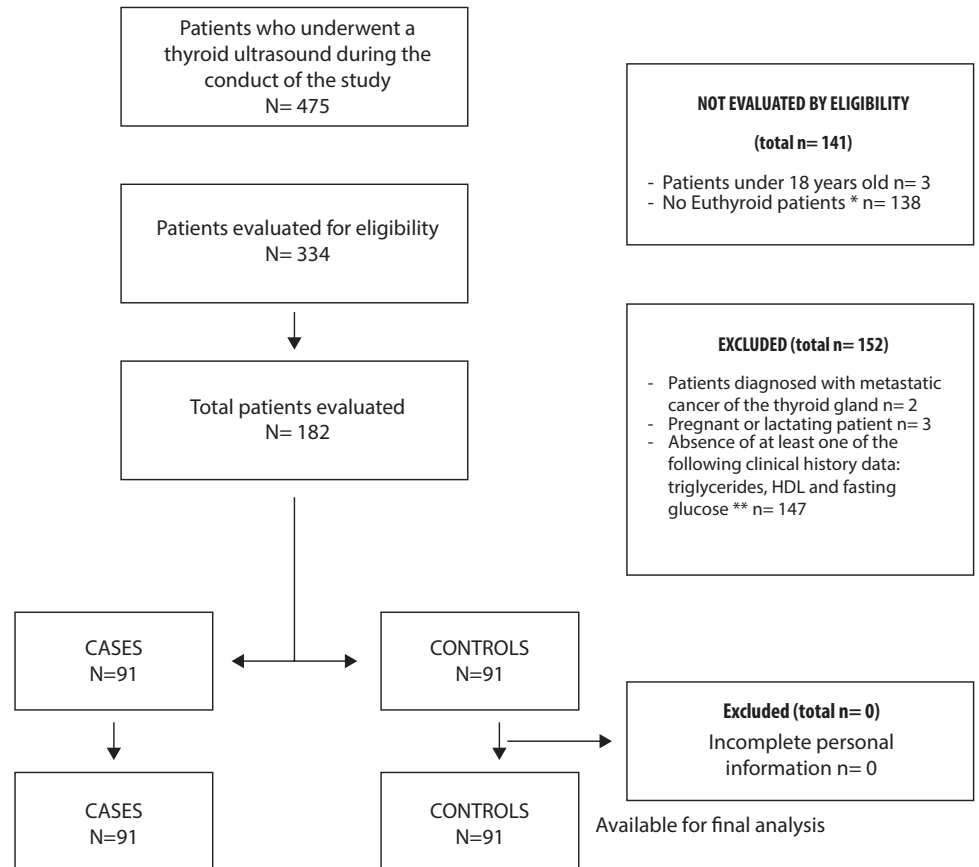 Patients who underwent a
thyroid ultrasound during the
conduct of the study
N= 475
NOT EVALUATED BY ELIGIBILITY
(total n= 141)
- Patients under 18 years old n= 3
- No Euthyroid patients * n= 138
Patients evaluated for eligibility
N= 334
EXCLUDED (total n= 152)
- Patients diagnosed with metastatic
cancer of the thyroid gland n= 2
- Pregnant or lactating patient n= 3
- Absence of at least one of the
following clinical history data:
triglycerides, HDL and fasting
glucose ** n= 147
Total patients evaluated
N= 182
CASES
N=91
CONTROLS
N=91
Excluded (total n= 0)
Incomplete personal
information n= 0
CASES
N=91
CONTROLS
N=91
Available for final analysis